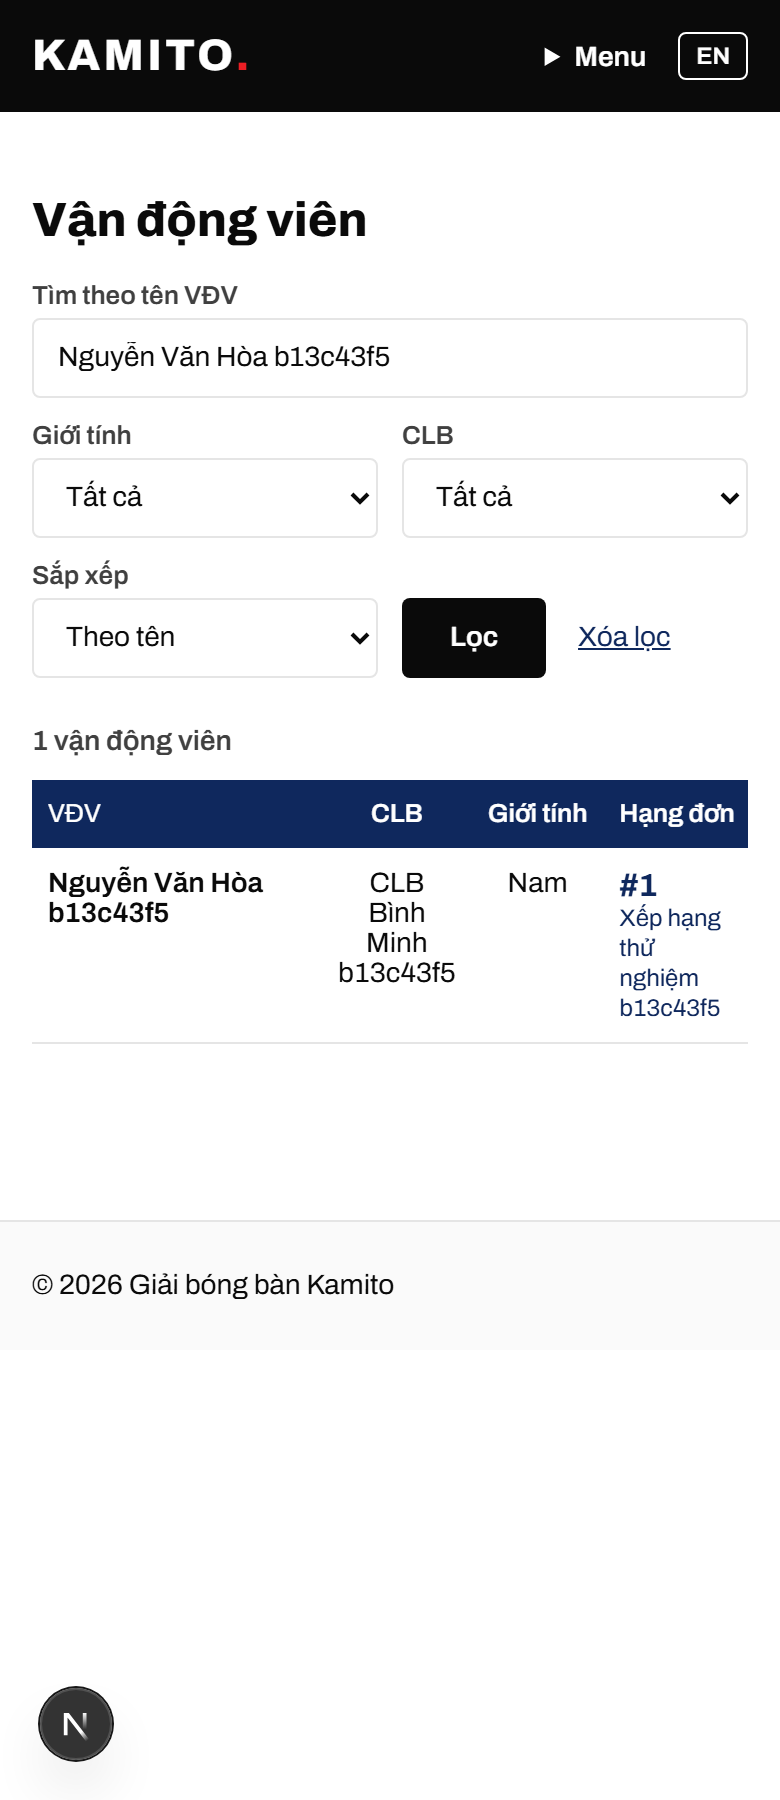 KAMITO.
Menu
EN
Vận động viên
Tìm theo tên VĐV
Nguyễn Văn Hòa b13c43f5
Giới tính
CLB
Tất cả
Tất cả
Sắp xếp
Theo tên
Lọc
Xóa lọc
1 vận động viên
VĐV
CLB
Giới tính
Hạng đơn
Nguyễn Văn Hòa
b13c43f5
CLB
Bình
Minh
b13c43f5
Nam
#1
Xếp hạng
thử
nghiệm
b13c43f5
© 2026 Giải bóng bàn Kamito
N